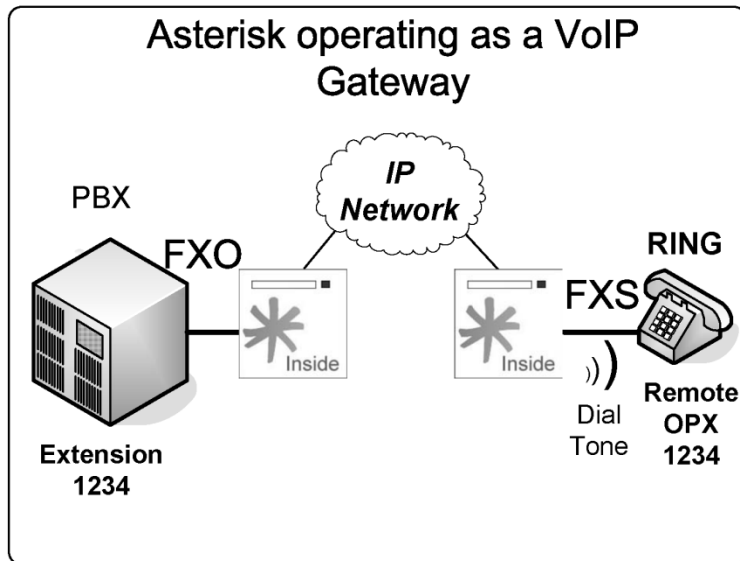 Asterisk operating as a VoIP
Gateway
IP
Network
PBX
FXO
Inside
Extension
1234
Inside
FXS
RING
Dial
Tone
Remote
OPX
1234